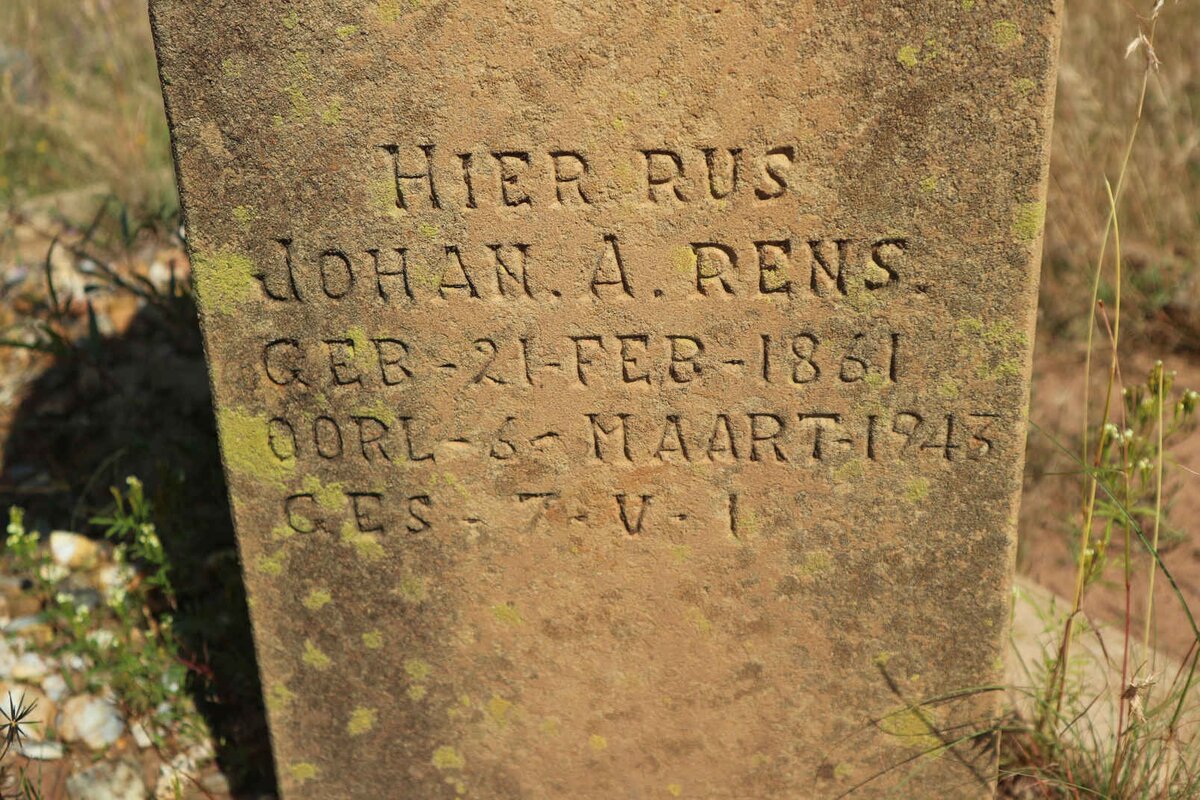 HIER RUS
JOHAN. A. RENS.
GEB-21-FEB-1861
OORL-6-MAART-1943
GES-7-V-1